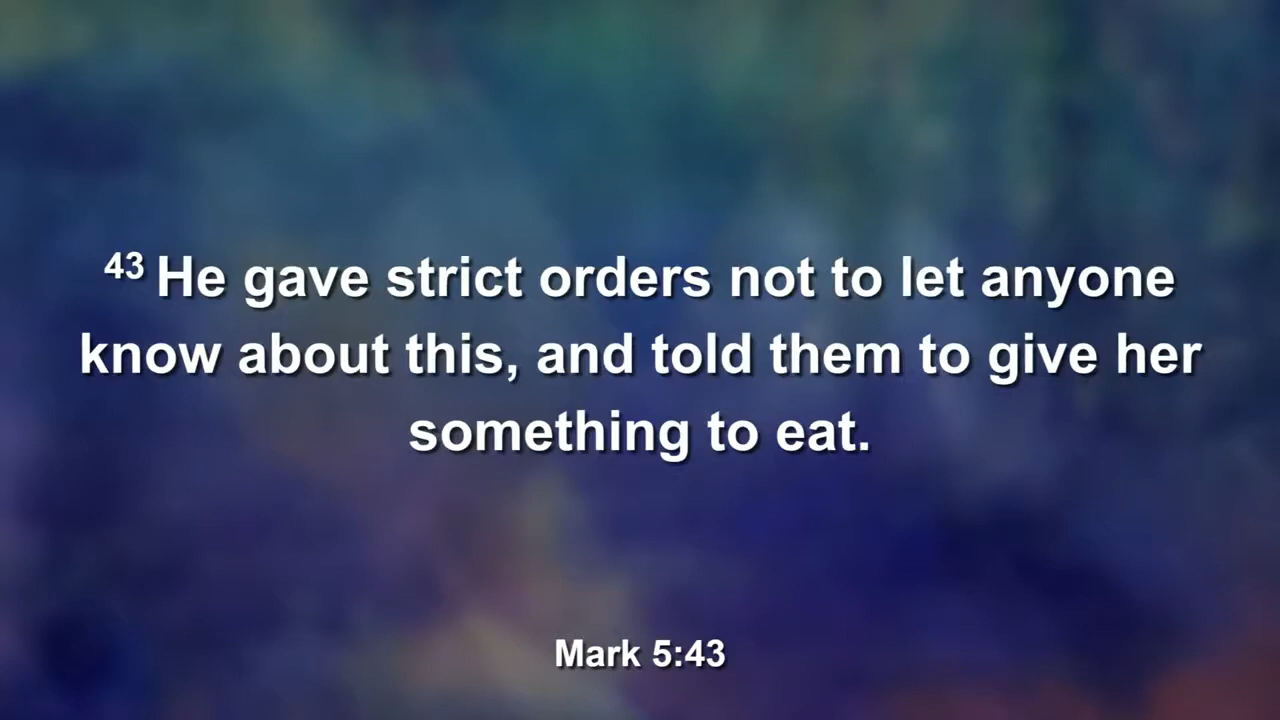 43 He gave strict orders not to let anyone
know about this, and told them to give her
something to eat.
Mark 5:43